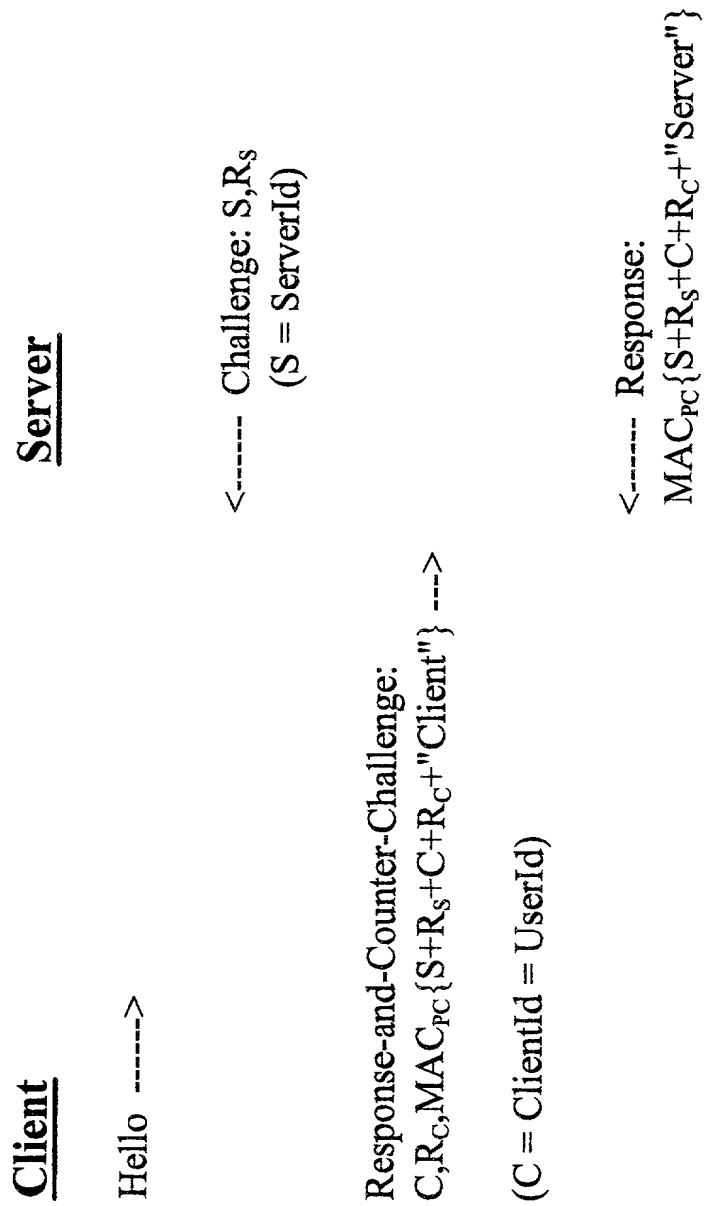 Client Server
Hello ------>
<------ Challenge: S,R_S
(S = ServerId)
Response-and-Counter-Challenge:
C,R_C,MAC_PC{S+R_S+C+R_C+"Client"} --->
(C = ClientId = UserId)
<------ Response:
MAC_PC{S+R_S+C+R_C+"Server"}